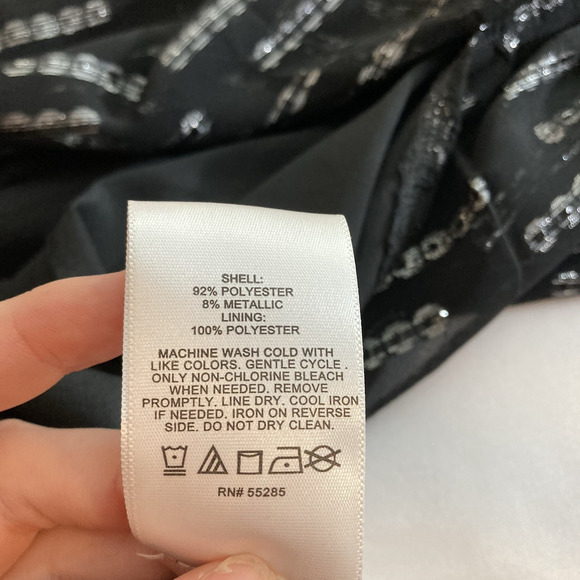 SHELL:
92% POLYESTER
8% METALLIC
LINING:
100% POLYESTER
MACHINE WASH COLD WITH
LIKE COLORS. GENTLE CYCLE.
ONLY NON-CHLORINE BLEACH
WHEN NEEDED, REMOVE
PROMPTLY. LINE DRY. COOL IRON
IF NEEDED. IRON ON REVERSE
SIDE. DO NOT DRY CLEAN.
RN# 55285